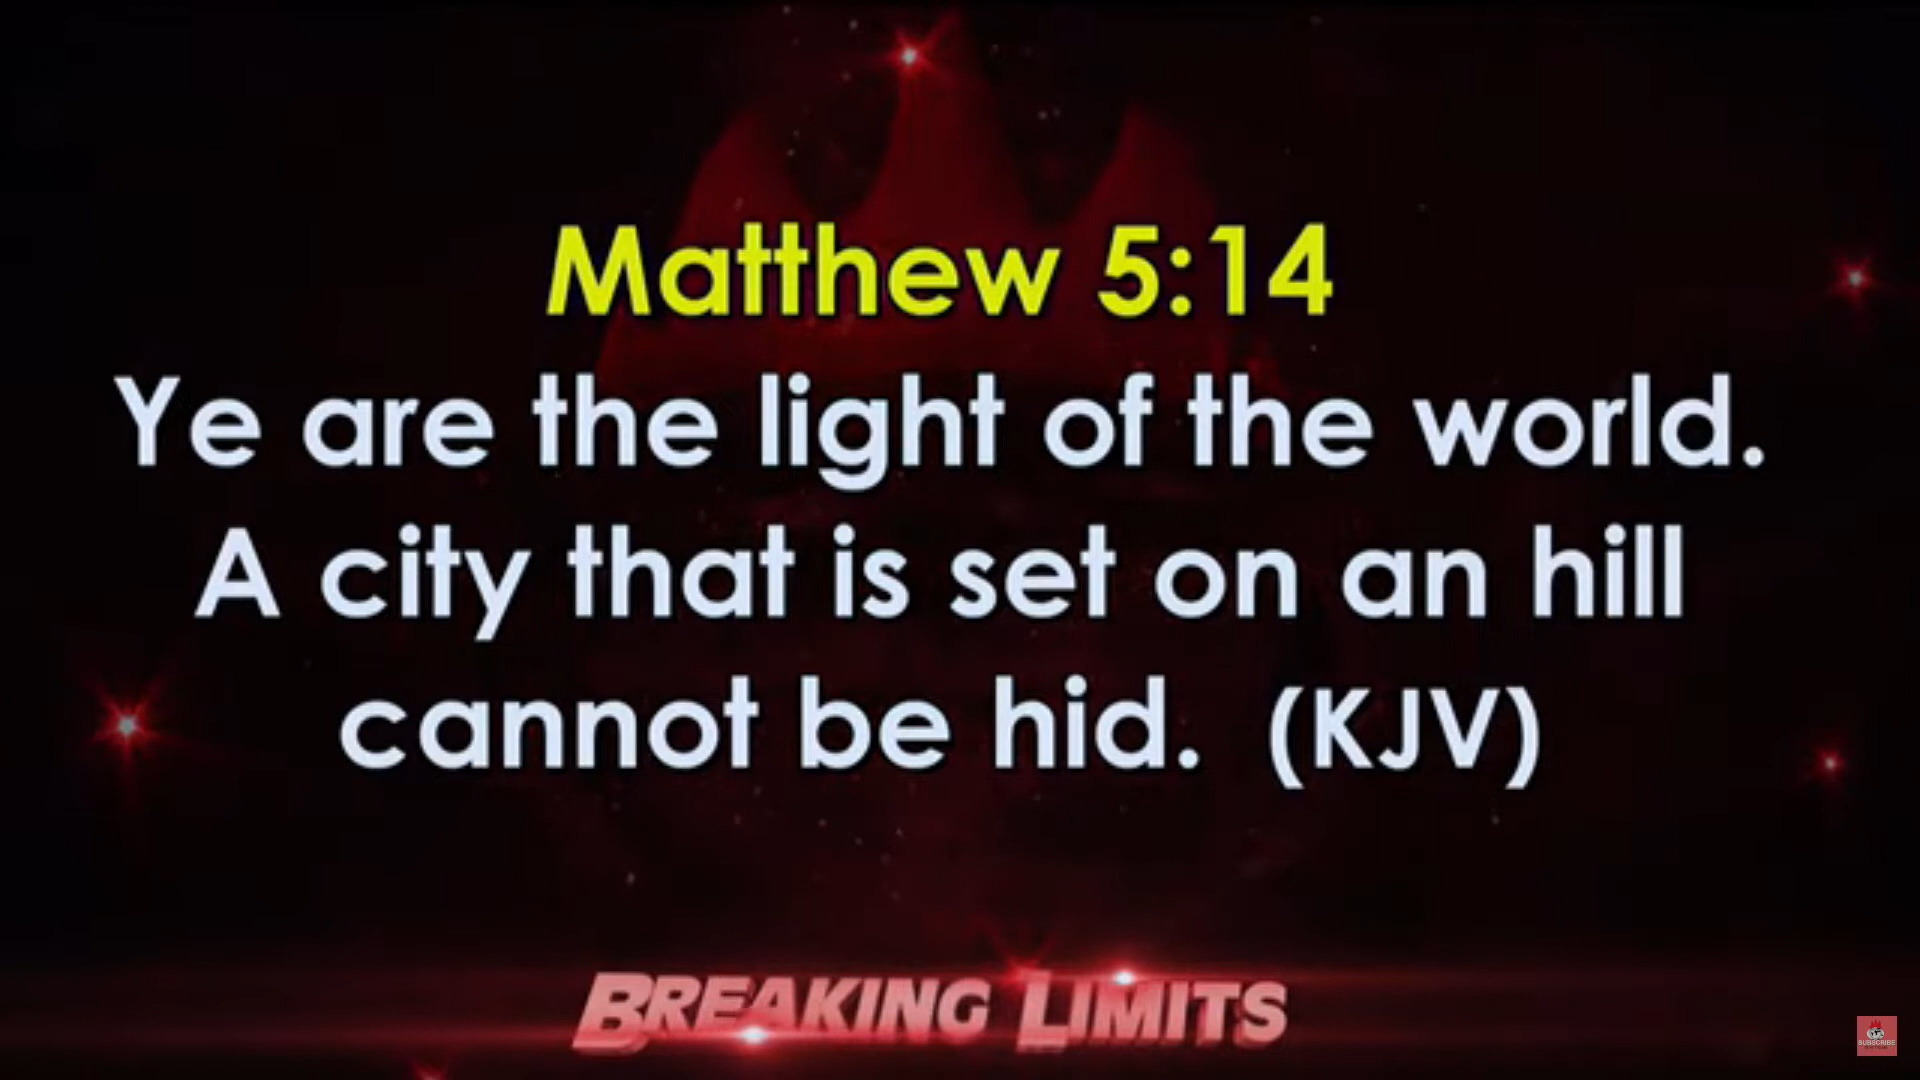 Matthew 5:14
Ye are the light of the world.
A city that is set on an hill
cannot be hid. (KJV)
BREAKING LIMITS
SUBSCRIBE